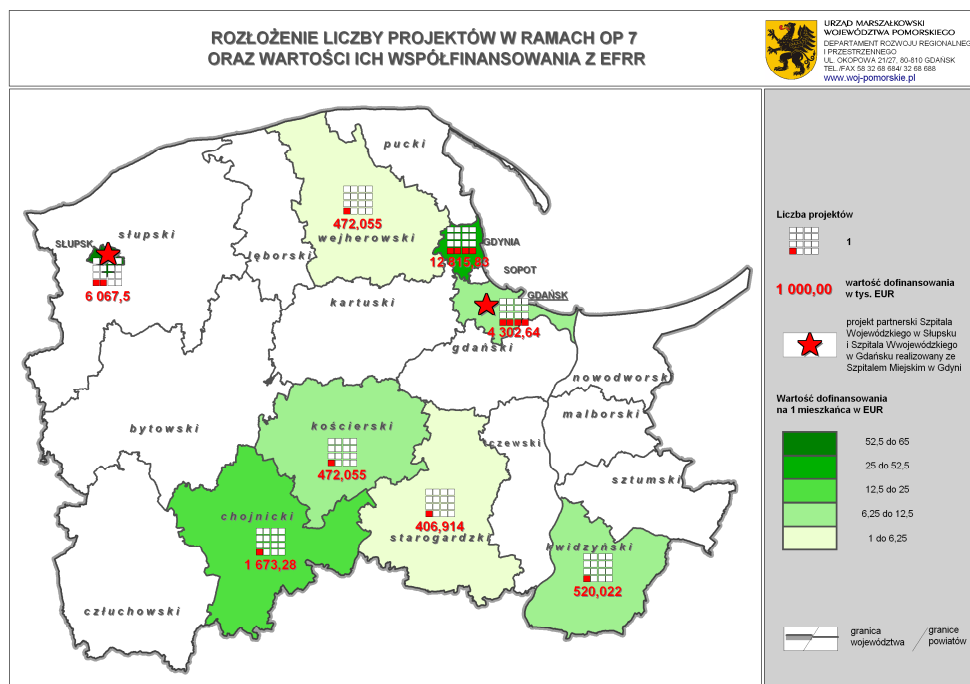 ROZŁOŻENIE LICZBY PROJEKTÓW W RAMACH OP 7
ORAZ WARTOŚCI ICH WSPÓŁFINANSOWANIA Z EFRR
URZĄD MARSZAŁKOWSKI
WOJEWÓDZTWA POMORSKIEGO
DEPARTAMENT ROZWOJU REGIONALNEG
I PRZESTRZENNEGO
UL. OKOPOWA 21/27, 80-810 GDAŃSK
TEL./FAX 58 32 68 684/ 32 68 688
www.woj-pomorskie.pl
pucki
472,055
wejherowski
słupski
SŁUPSK
6 067,5
lęborski
GDYNIA
12 815,83
SOPOT
GDAŃSK
4 302,64
kartuski
gdański
nowodworsk
malborski
bytowski
kościerski
472,055
czewski
sztumski
chojnicki
1 673,28
406,914
starogardzki
kwidzyński
520,022
człuchowski
Liczba projektów
1
1 000,00
wartość dofinansowania
w tys. EUR
projekt partnerski Szpitala
Wojewódzkiego w Słupsku
i Szpitala Wwojewódzkiego
w Gdańsku realizowany ze
Szpitalem Miejskim w Gdyni
Wartość dofinansowania
na 1 mieszkańca w EUR
52,5 do 65
25 do 52,5
12,5 do 25
6,25 do 12,5
1 do 6,25
granica
województwa
granice
powiatów